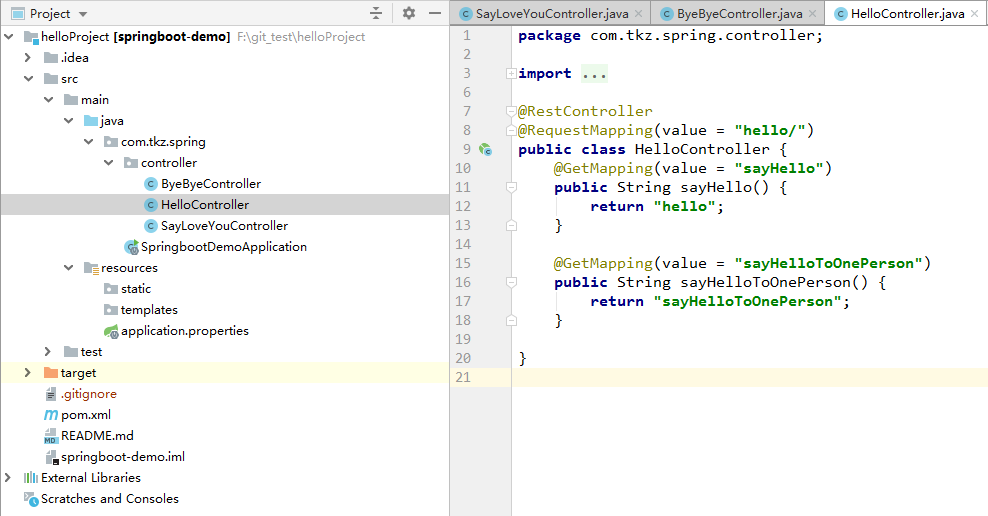 Project
helloProject [springboot-demo] F:\git_test\helloProject
.idea
src
main
java
com.tkz.spring
controller
ByeByeController
HelloController
SayLoveYouController
SpringbootDemoApplication
resources
static
templates
application.properties
test
target
.gitignore
pom.xml
README.md
springboot-demo.iml
External Libraries
Scratches and Consoles
SayLoveYouController.java
ByeByeController.java
HelloController.java
1 package com.tkz.spring.controller;
2
3 import ...
6
7 @RestController
8 @RequestMapping(value = "hello/")
9 public class HelloController {
10 @GetMapping(value = "sayHello")
11 public String sayHello() {
12 return "hello";
13 }
14
15 @GetMapping(value = "sayHelloToOnePerson")
16 public String sayHelloToOnePerson() {
17 return "sayHelloToOnePerson";
18 }
19
20 }
21